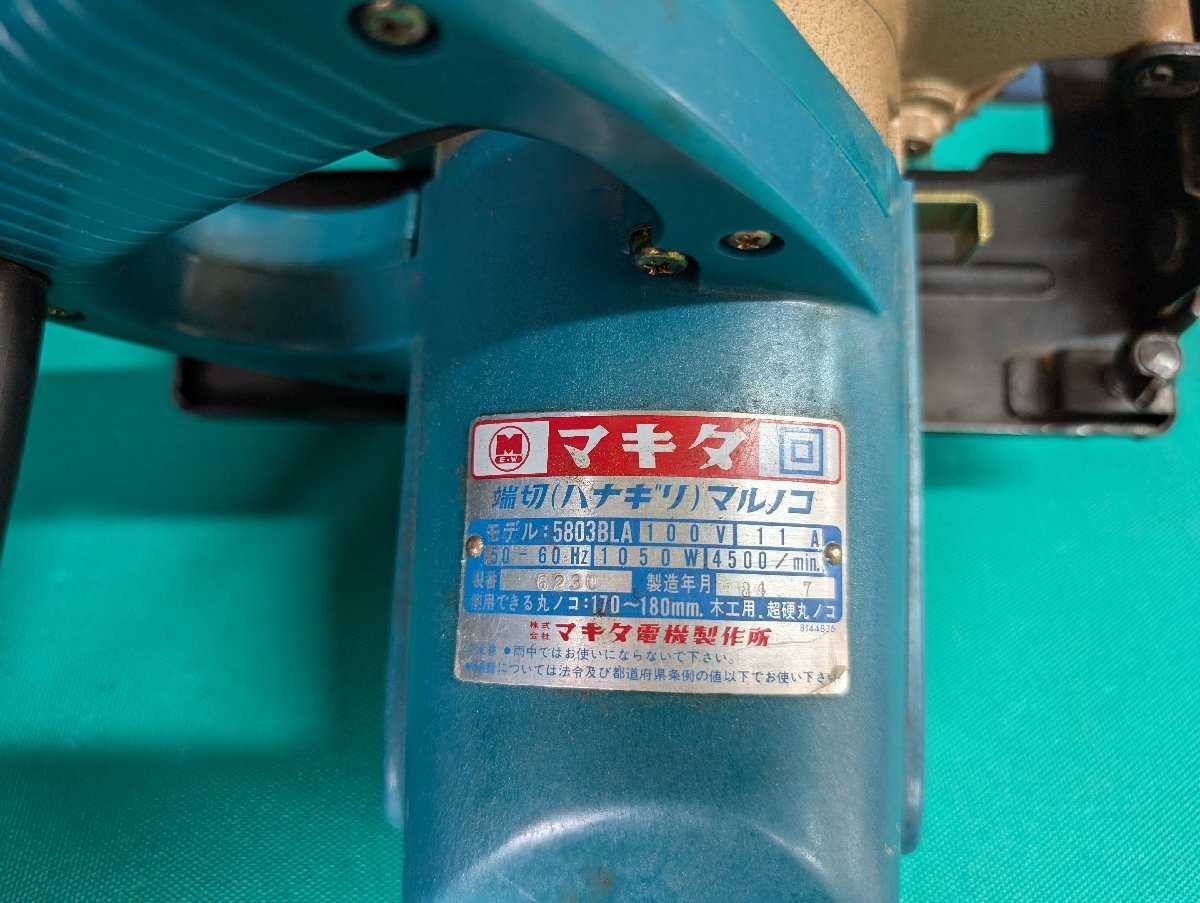 M
E・W
マキタ
端切(ハナギリ)マルノコ
モデル:5803BLA 100V 11A
50-60Hz 1050W 4500/min.
製番 6230 製造年月 84 7
使用できる丸ノコ:170〜180mm. 木工用.超硬丸ノコ
株式会社 マキタ電機製作所
8144836
注意 ●雨中ではお使いにならないで下さい。
●騒音については法令及び都道府県条例の値以下でお使い下さい